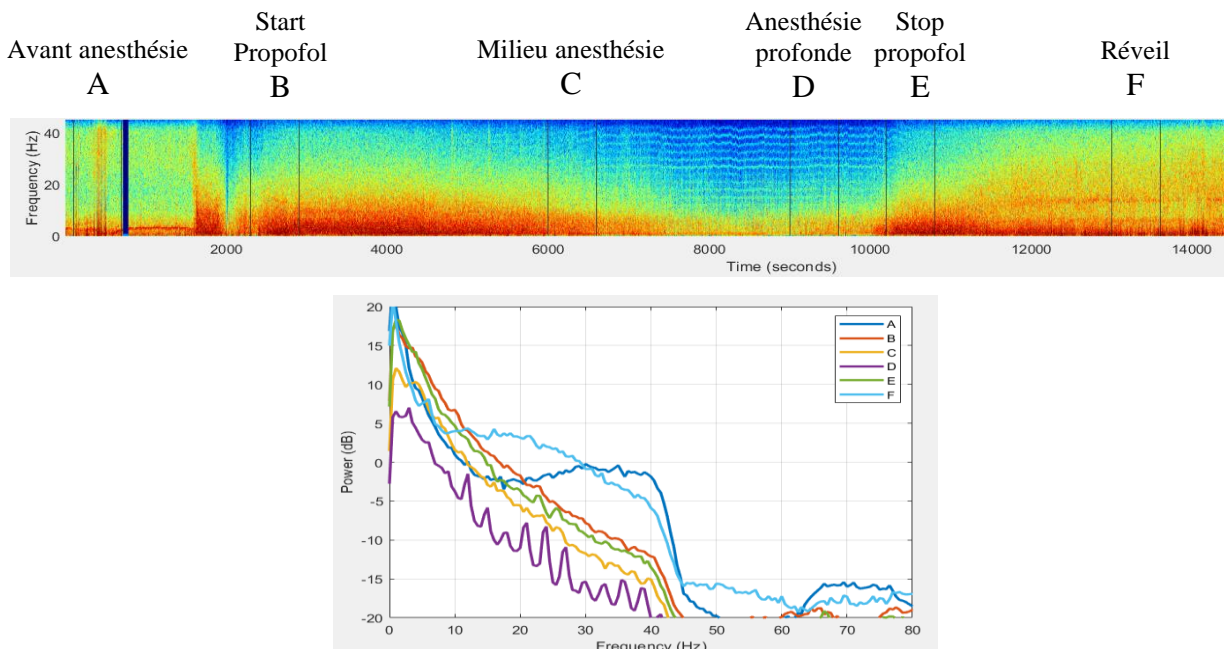 Avant anesthésie
A
Start
Propofol
B
Milieu anesthésie
C
Anesthésie
profonde
D
Stop
propofol
E
Réveil
F
Frequency (Hz)
40
20
0
2000
4000
6000
8000
10000
12000
14000
Time (seconds)
Power (dB)
20
15
10
5
0
-5
-10
-15
-20
0
10
20
30
40
50
60
70
80
Frequency (Hz)
A
B
C
D
E
F